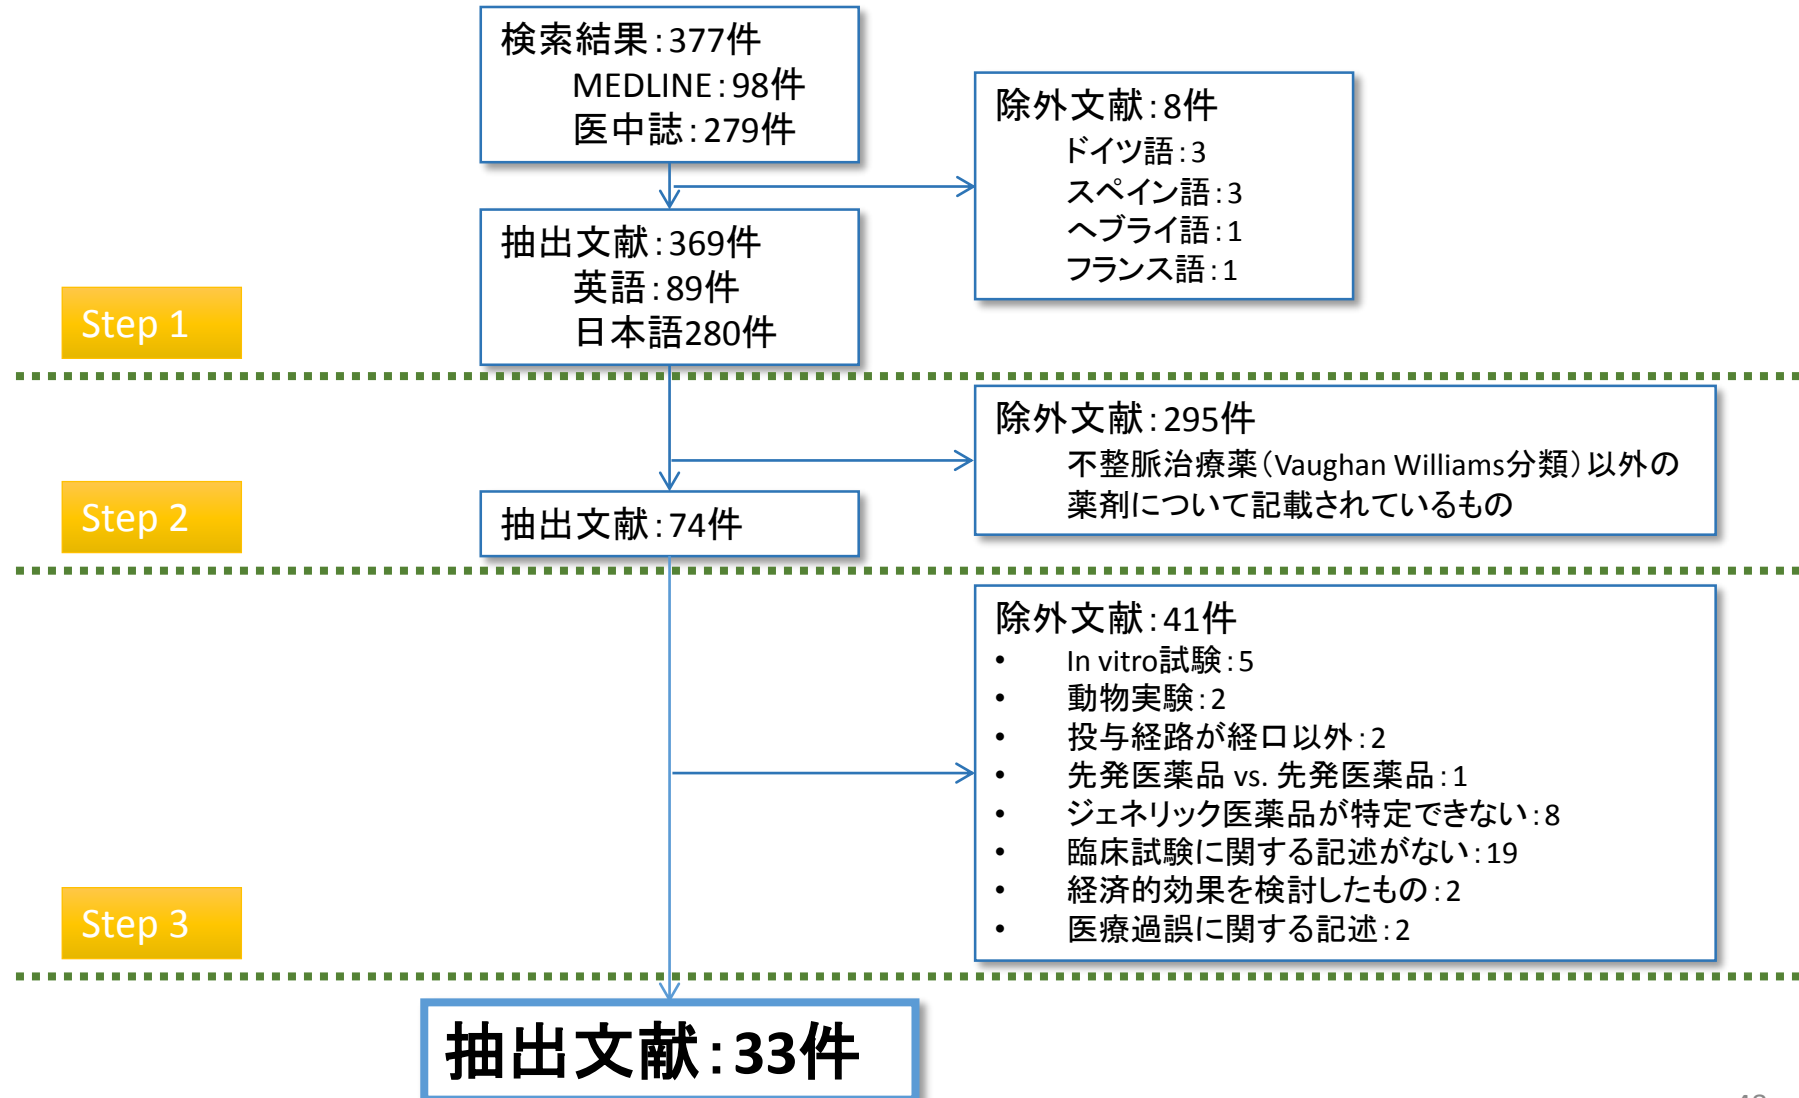 検索結果：377件
MEDLINE：98件
医中誌：279件
除外文献：8件
ドイツ語：3
スペイン語：3
ヘブライ語：1
フランス語：1
抽出文献：369件
英語：89件
日本語280件
Step 1
除外文献：295件
不整脈治療薬（Vaughan Williams分類）以外の
薬剤について記載されているもの
Step 2
抽出文献：74件
除外文献：41件
• In vitro試験：5
• 動物実験：2
• 投与経路が経口以外：2
• 先発医薬品 vs. 先発医薬品：1
• ジェネリック医薬品が特定できない：8
• 臨床試験に関する記述がない：19
• 経済的効果を検討したもの：2
• 医療過誤に関する記述：2
Step 3
抽出文献：33件